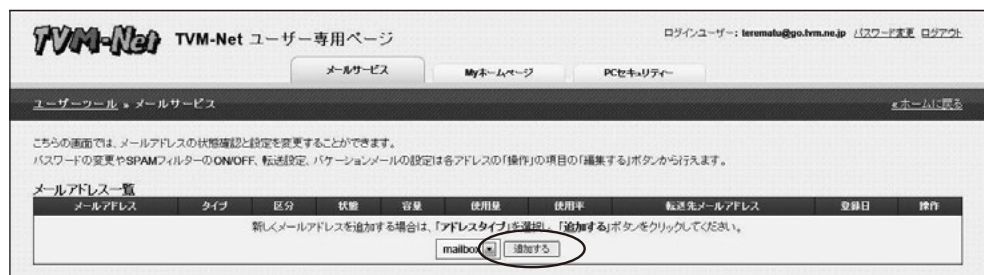 TVM-Net TVM-Net ユーザー専用ページ
ログインユーザー: terematu@go.tvm.ne.jp パスワード変更 ログアウト
メールサービス Myホームページ PCセキュリティー
ユーザーツール » メールサービス «ホームに戻る
こちらの画面では、メールアドレスの状態確認と設定を変更することができます。
パスワードの変更やSPAMフィルターのON/OFF、転送設定、バケーションメールの設定は各アドレスの「操作」の項目の「編集する」ボタンから行えます。
メールアドレス一覧
メールアドレス タイプ 区分 状態 容量 使用量 使用率 転送先メールアドレス 登録日 操作
新しくメールアドレスを追加する場合は、「アドレスタイプ」を選択し、「追加する」ボタンをクリックしてください。
mailbox 追加する